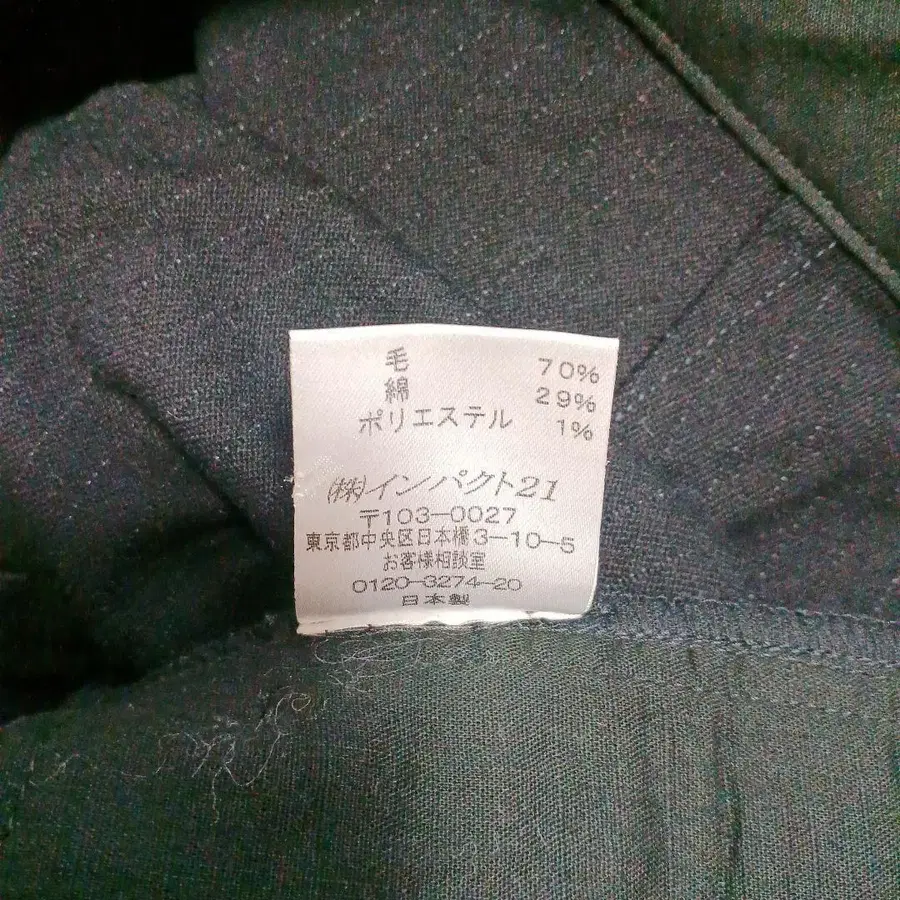 毛 70%
綿 29%
ポリエステル 1%
(株)インパクト21
〒103-0027
東京都中央区日本橋3-10-5
お客様相談室
0120-3274-20
日本製